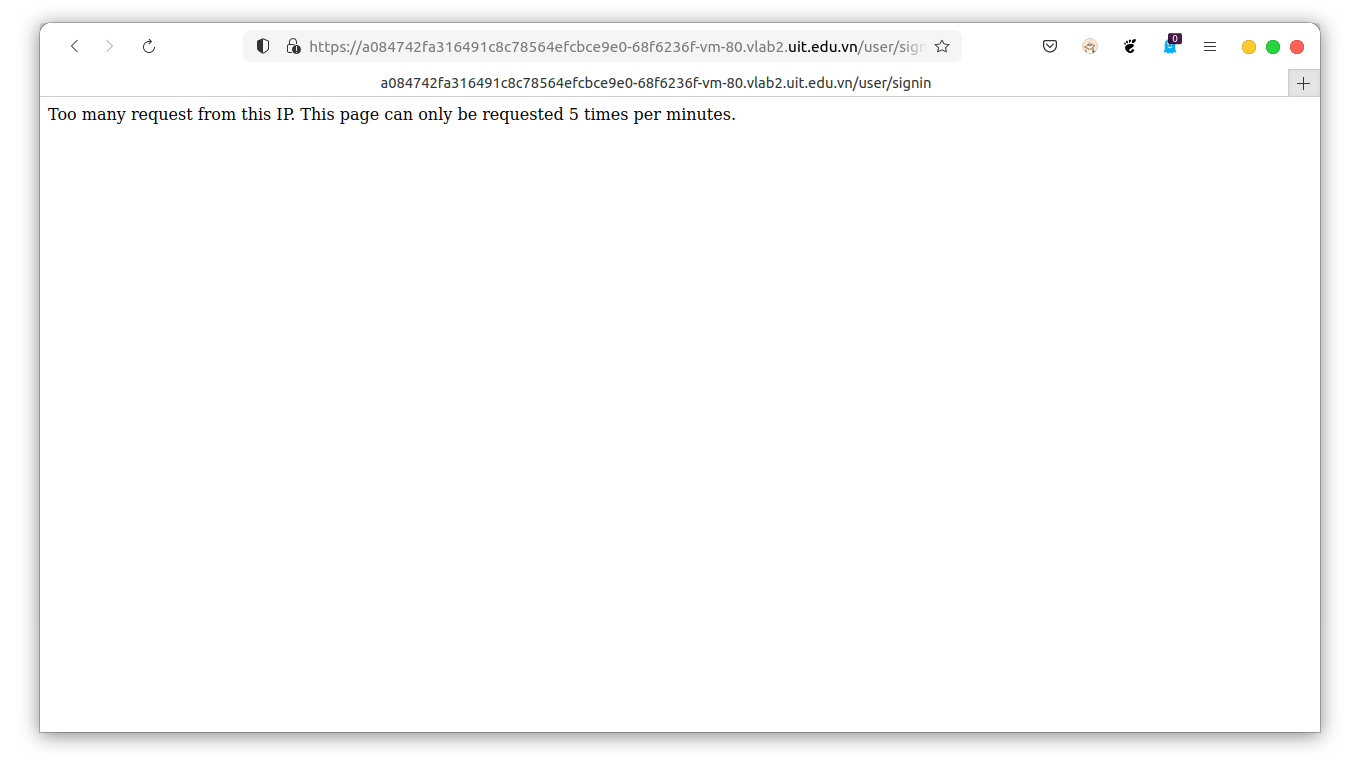 https://a084742fa316491c8c78564efcbce9e0-68f6236f-vm-80.vlab2.uit.edu.vn/user/sign
0
a084742fa316491c8c78564efcbce9e0-68f6236f-vm-80.vlab2.uit.edu.vn/user/signin
Too many request from this IP. This page can only be requested 5 times per minutes.